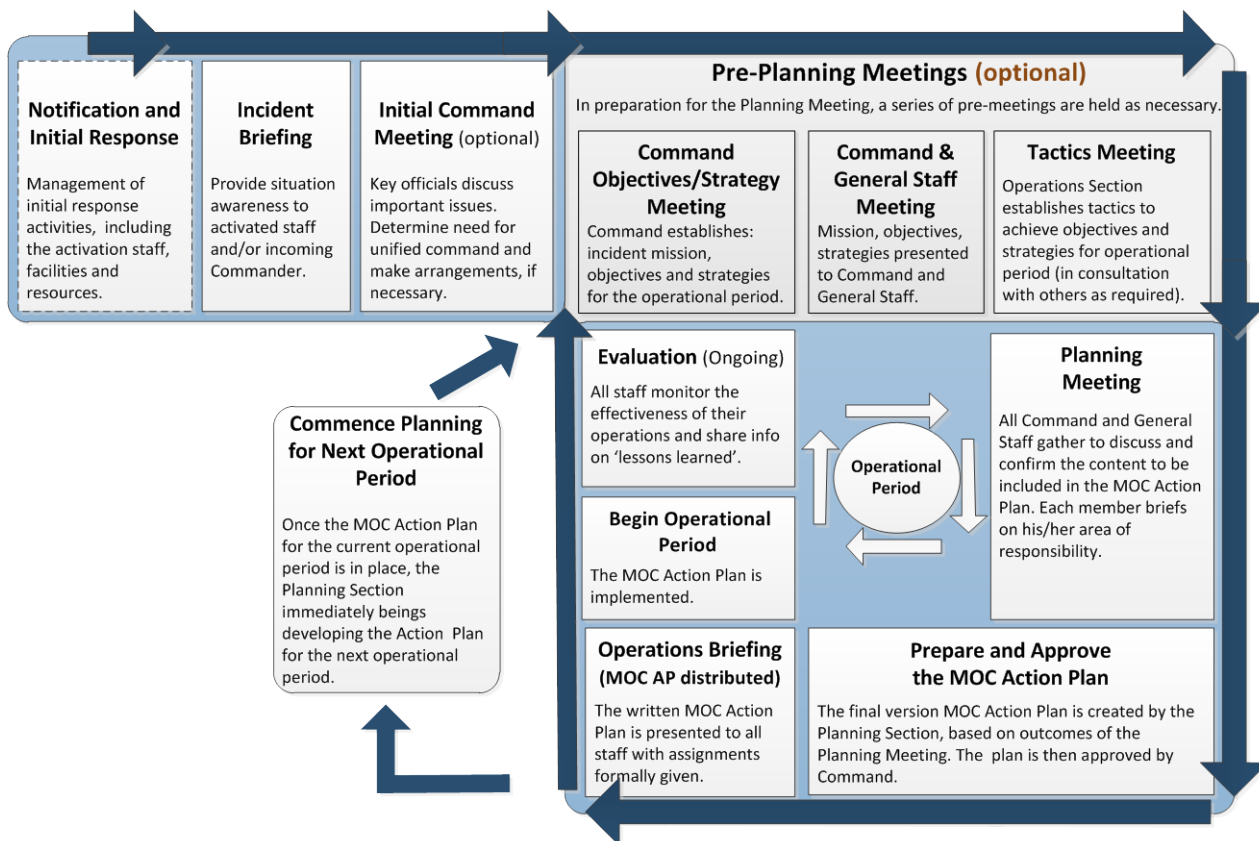 Notification and
Initial Response
Management of
initial response
activities, including
the activation staff,
facilities and
resources.
Incident
Briefing
Provide situation
awareness to
activated staff
and/or incoming
Commander.
Initial Command
Meeting (optional)
Key officials discuss
important issues.
Determine need for
unified command and
make arrangements, if
necessary.
Pre-Planning Meetings (optional)
In preparation for the Planning Meeting, a series of pre-meetings are held as necessary.
Command
Objectives/Strategy
Meeting
Command establishes:
incident mission,
objectives and strategies
for the operational period.
Command &
General Staff
Meeting
Mission, objectives,
strategies presented
to Command and
General Staff.
Tactics Meeting
Operations Section
establishes tactics to
achieve objectives and
strategies for operational
period (in consultation
with others as required).
Planning
Meeting
All Command and General
Staff gather to discuss and
confirm the content to be
included in the MOC Action
Plan. Each member briefs
on his/her area of
responsibility.
Prepare and Approve
the MOC Action Plan
The final version MOC Action Plan is created by the
Planning Section, based on outcomes of the
Planning Meeting. The plan is then approved by
Command.
Operations Briefing
(MOC AP distributed)
The written MOC Action
Plan is presented to all
staff with assignments
formally given.
Begin Operational
Period
The MOC Action Plan is
implemented.
Evaluation (Ongoing)
All staff monitor the
effectiveness of their
operations and share info
on ‘lessons learned’.
Operational
Period
Commence Planning
for Next Operational
Period
Once the MOC Action Plan
for the current operational
period is in place, the
Planning Section
immediately beings
developing the Action Plan
for the next operational
period.